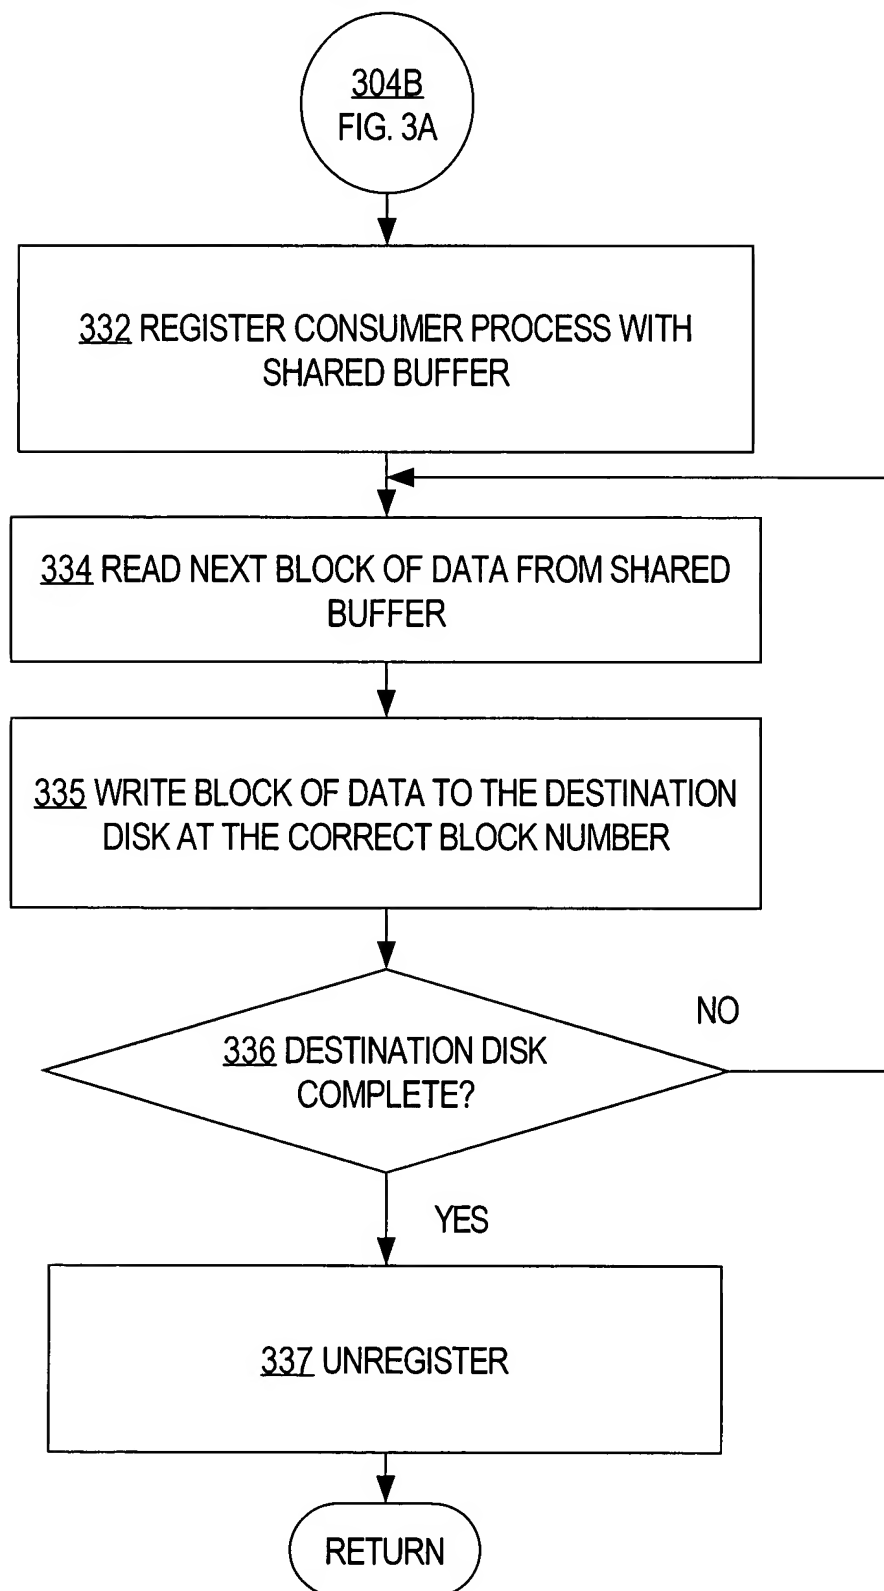 304B
FIG. 3A
332 REGISTER CONSUMER PROCESS WITH
SHARED BUFFER
334 READ NEXT BLOCK OF DATA FROM SHARED
BUFFER
335 WRITE BLOCK OF DATA TO THE DESTINATION
DISK AT THE CORRECT BLOCK NUMBER
NO
336 DESTINATION DISK
COMPLETE?
YES
337 UNREGISTER
RETURN